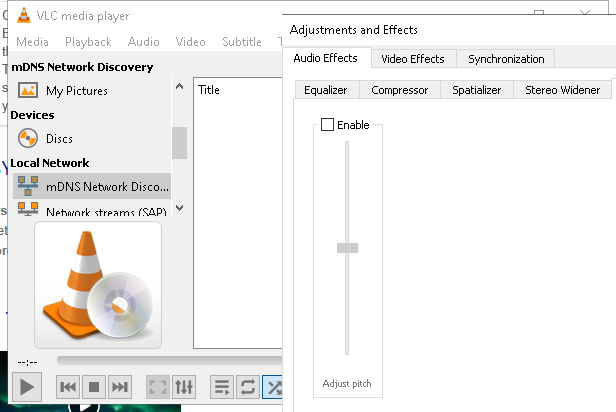 VLC media player
Media Playback Audio Video Subtitle
mDNS Network Discovery
My Pictures
Devices
Discs
Local Network
mDNS Network Disco...
Network streams (SAP)
Title
--:--
Adjustments and Effects
Audio Effects Video Effects Synchronization
Equalizer Compressor Spatializer Stereo Widener
Enable
Adjust pitch